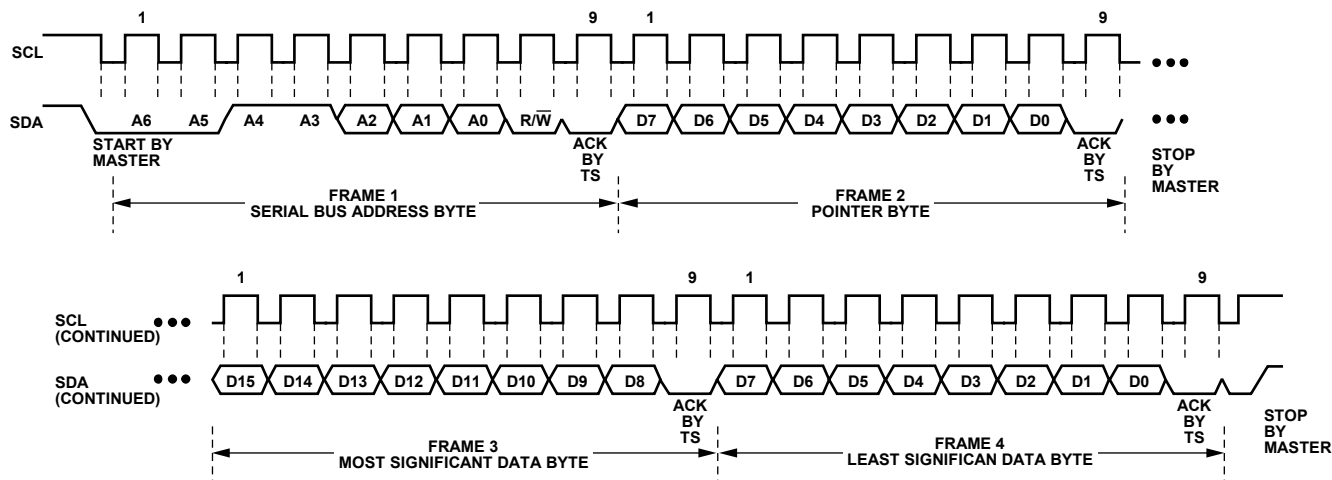 1 9 1 9
SCL
SDA A6 A5 A4 A3 A2 A1 A0 R/W̅ D7 D6 D5 D4 D3 D2 D1 D0
START BY
MASTER
ACK
BY
TS
ACK
BY
TS
STOP
BY
MASTER
FRAME 1
SERIAL BUS ADDRESS BYTE
FRAME 2
POINTER BYTE
1 9 1 9
SCL
(CONTINUED)
SDA
(CONTINUED)
D15 D14 D13 D12 D11 D10 D9 D8 D7 D6 D5 D4 D3 D2 D1 D0
ACK
BY
TS
ACK
BY
TS
STOP
BY
MASTER
FRAME 3
MOST SIGNIFICANT DATA BYTE
FRAME 4
LEAST SIGNIFICAN DATA BYTE